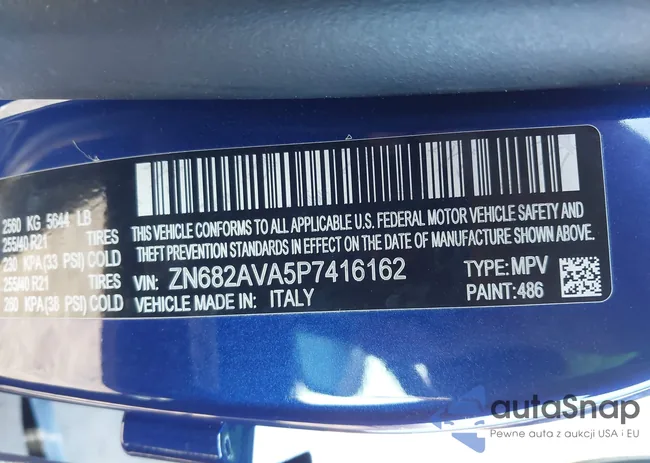 2560 KG 5644 LB
255/40 R21 TIRES
230 KPA(33 PSI) COLD
255/40 R21 TIRES
260 KPA(38 PSI) COLD
THIS VEHICLE CONFORMS TO ALL APPLICABLE U.S. FEDERAL MOTOR VEHICLE SAFETY AND
THEFT PREVENTION STANDARDS IN EFFECT ON THE DATE OF MANUFACTURE SHOWN ABOVE.
VIN: ZN682AVA5P7416162 TYPE: MPV
VEHICLE MADE IN: ITALY PAINT: 486
autoSnap
Pewne auta z aukcji USA i EU